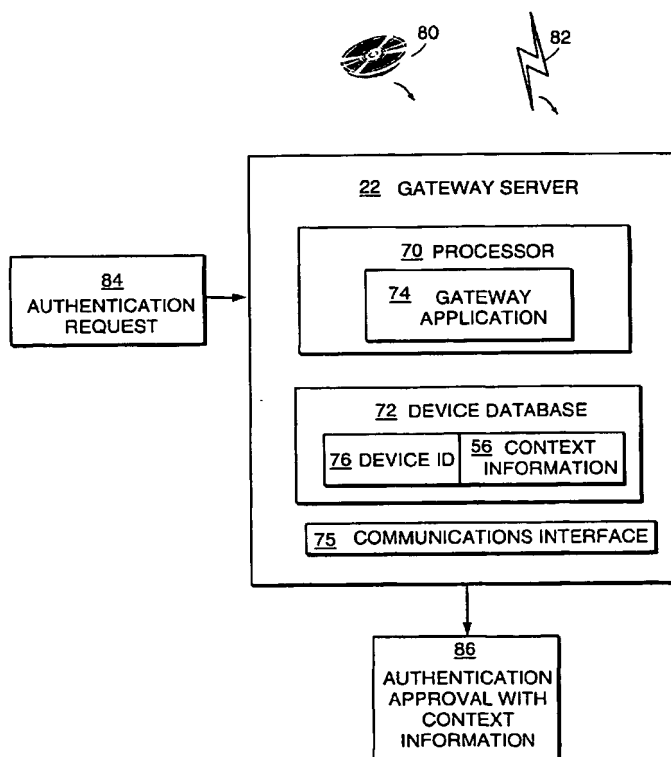 80
82
22 GATEWAY SERVER
70 PROCESSOR
74 GATEWAY
APPLICATION
84
AUTHENTICATION
REQUEST
72 DEVICE DATABASE
76 DEVICE ID
56 CONTEXT
INFORMATION
75 COMMUNICATIONS INTERFACE
86
AUTHENTICATION
APPROVAL WITH
CONTEXT
INFORMATION